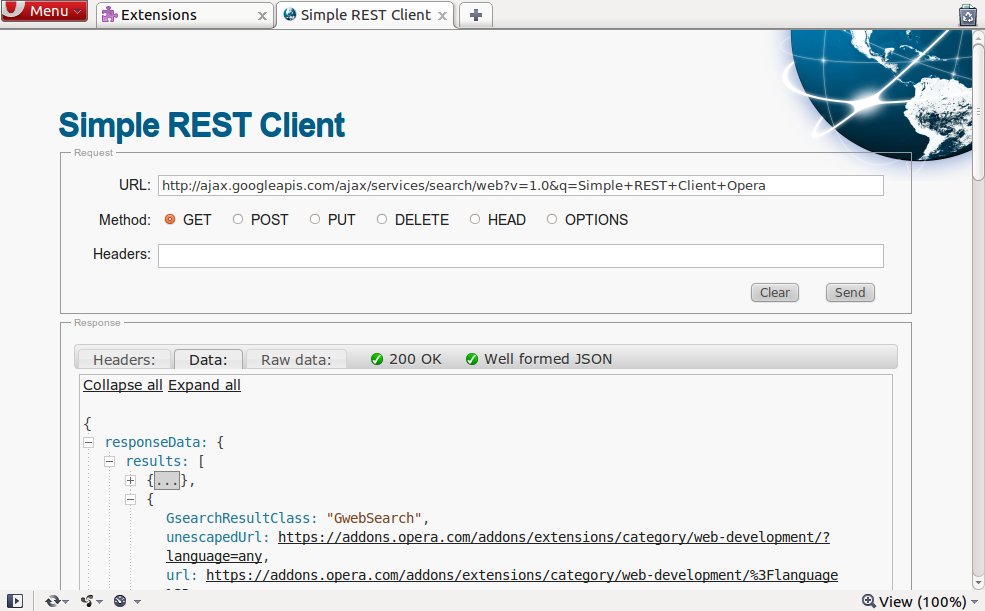 Menu Extensions Simple REST Client
Simple REST Client
Request
URL: http://ajax.googleapis.com/ajax/services/search/web?v=1.0&q=Simple+REST+Client+Opera
Method: GET POST PUT DELETE HEAD OPTIONS
Headers:
Clear Send
Response
Headers: Data: Raw data: 200 OK Well formed JSON
Collapse all Expand all
{
responseData: {
results: [
{...},
{
GsearchResultClass: "GwebSearch",
unescapedUrl: https://addons.opera.com/addons/extensions/category/web-development/?
language=any,
url: https://addons.opera.com/addons/extensions/category/web-development/%3Flanguage
View (100%)